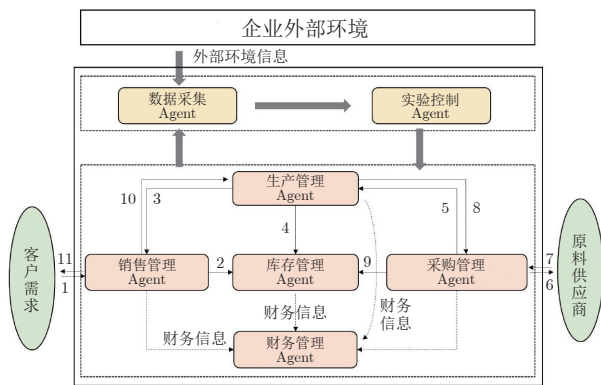 企业外部环境
外部环境信息
数据采集
Agent
实验控制
Agent
生产管理
Agent
10
3
4
5
8
客户需求
11
1
销售管理
Agent
2
库存管理
Agent
9
采购管理
Agent
7
6
原料供应商
财务信息
财务信息
财务
信息
财务管理
Agent